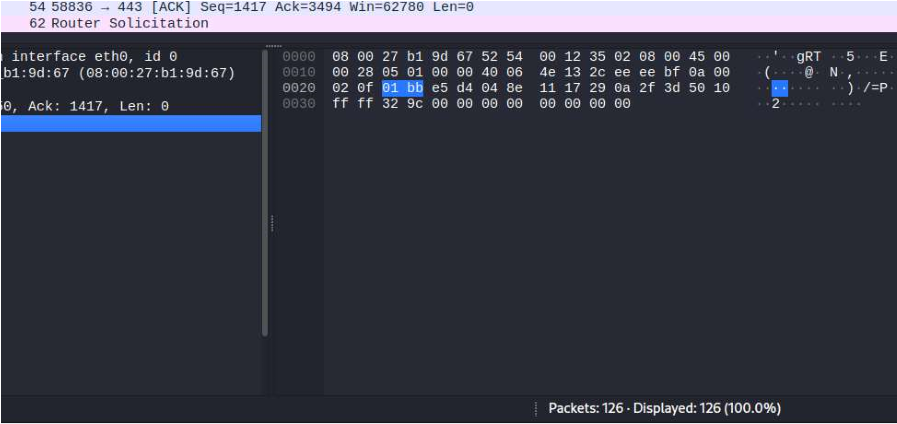 54 58836 → 443 [ACK] Seq=1417 Ack=3494 Win=62780 Len=0
62 Router Solicitation
n interface eth0, id 0
_b1:9d:67 (08:00:27:b1:9d:67)
60, Ack: 1417, Len: 0
0000 08 00 27 b1 9d 67 52 54 00 12 35 02 08 00 45 00 ··'··gRT ··5···E·
0010 00 28 05 01 00 00 40 06 4e 13 2c ee ee bf 0a 00 ·(····@· N·,·····
0020 02 0f 01 bb e5 d4 04 8e 11 17 29 0a 2f 3d 50 10 ········ ··)·/=P·
0030 ff ff 32 9c 00 00 00 00 00 00 00 00 ··2····· ····
Packets: 126 · Displayed: 126 (100.0%)